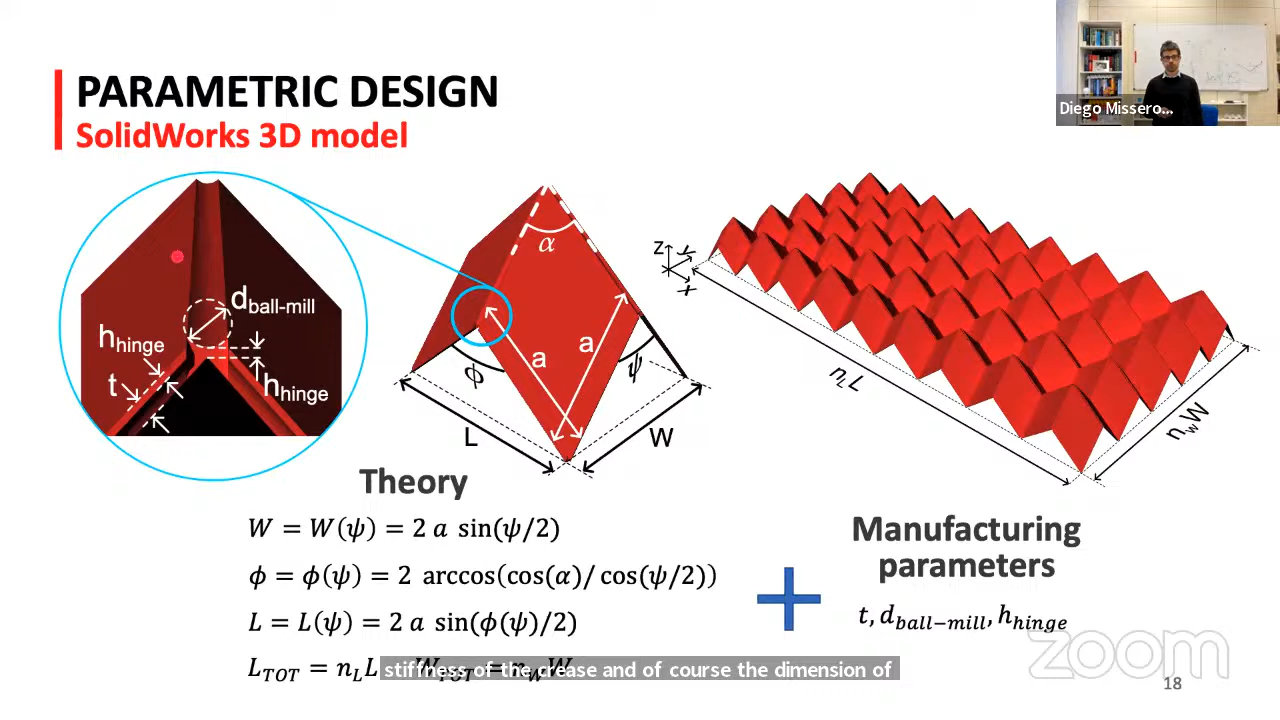 PARAMETRIC DESIGN
SolidWorks 3D model
Diego Missero...
d_ball-mill
h_hinge
t
h_hinge
α
a
a
ϕ
ψ
L
W
z
y
x
n_L L
n_W W
Theory
W = W(ψ) = 2 a sin(ψ/2)
ϕ = ϕ(ψ) = 2 arccos(cos(α)/ cos(ψ/2))
L = L(ψ) = 2 a sin(ϕ(ψ)/2)
L_TOT = n_L L W_TOT = n_W W
Manufacturing
parameters
t, d_ball−mill, h_hinge
stiffness of the crease and of course the dimension of
zoom
18